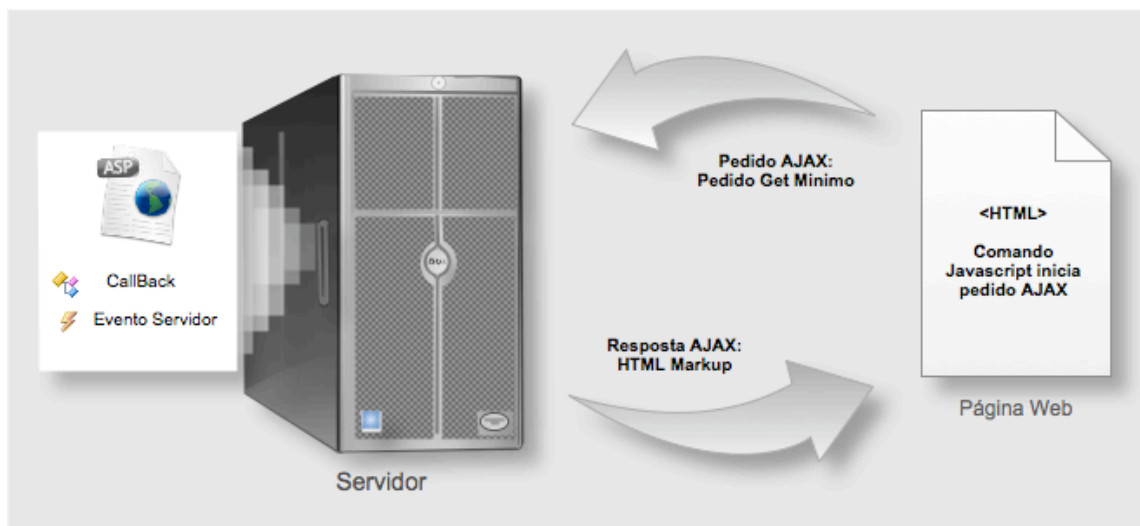 ASP
CallBack
Evento Servidor
Servidor
Pedido AJAX:
Pedido Get Minimo
Resposta AJAX:
HTML Markup
<HTML>
Comando
Javascript inicia
pedido AJAX
Página Web